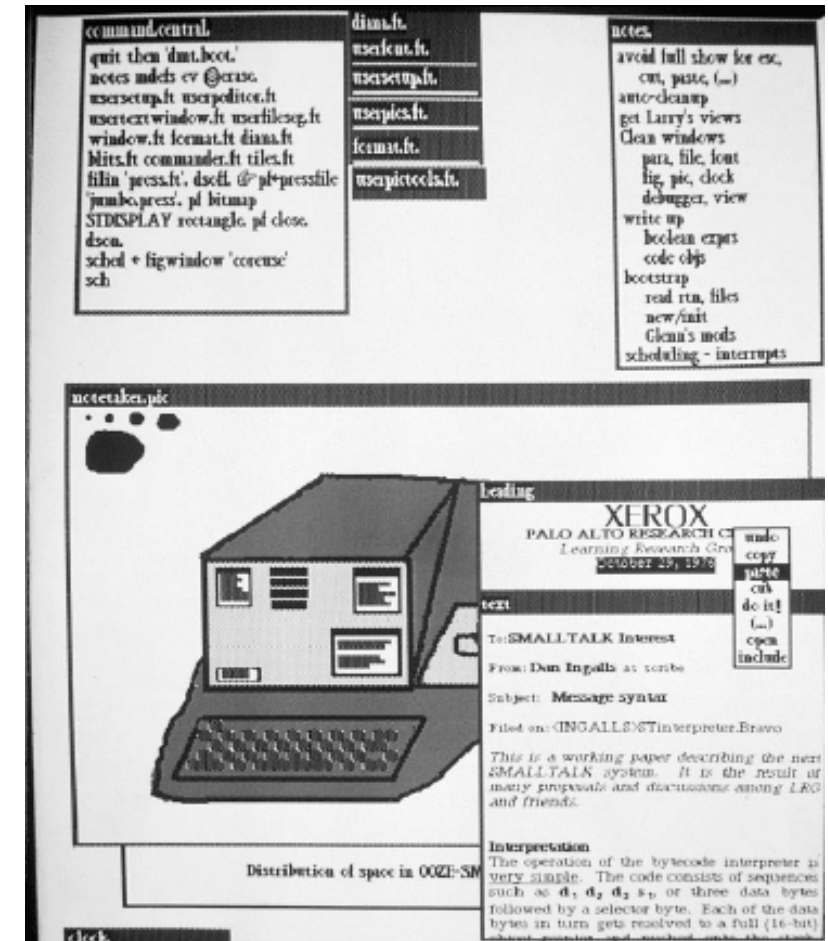 command.central.
quit then 'dmt.boot.'
notes mdefs ev @erase.
usersetup.ft userpoditor.ft
usertextwindow.ft userfileseg.ft
window.ft format.ft diana.ft
blits.ft commander.ft tiles.ft
filin 'press.ft'. dsoff. ☞pf←pressfile
'jumbo.press'. pf bitmap
STDISPLAY rectangle. pf close.
dson.
sched + figwindow 'coreuse'
sch
diana.ft.
userfcnt.ft.
usersetup.ft.
userpics.ft.
format.ft.
userpictools.ft.
notes.
avoid full show for esc,
cut, paste, (...)
auto-cleanup
get Larry's views
Clean windows
para, file, font
fig, pic, clock
debugger, view
write up
boolean exprs
code objs
bootstrap
read rtn, files
new/init
Glenn's mods
scheduling - interrupts
notetaker.pic
heading
XEROX
PALO ALTO RESEARCH C
Learning Research Gro
October 29, 1976
undo
copy
paste
cut
do it!
(...)
open
include
text
To: SMALLTALK Interest
From: Dan Ingalls as scribe
Subject: Message syntax
Filed on: <INGALLS>STinterpreter.Bravo
This is a working paper describing the next
SMALLTALK system. It is the result of
many proposals and discussions among LRG
and friends.
Interpretation
The operation of the bytecode interpreter is
very simple. The code consists of sequences
such as d₁ d₂ d₃ s₁, or three data bytes
followed by a selector byte. Each of the data
bytes in turn gets resolved to a full (16-bit)
object pointer and pushed onto the stack.
Distribution of space in OOZE-SM
clock